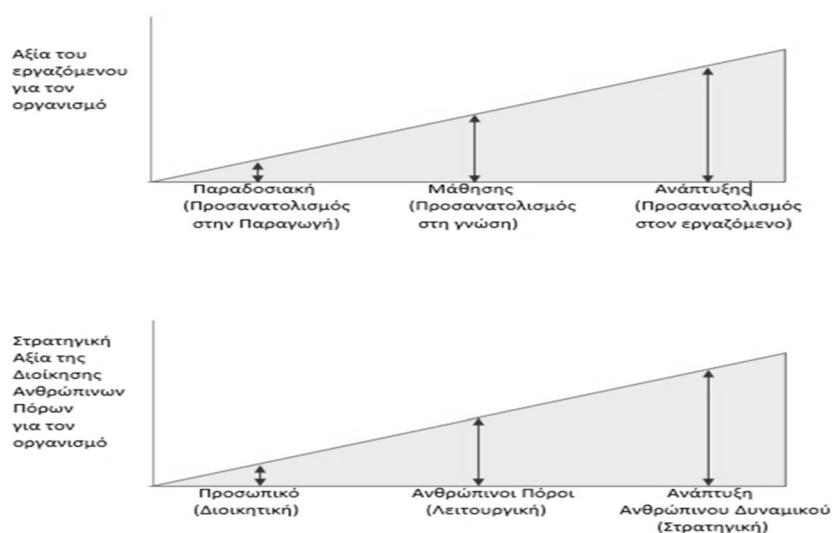 Αξία του
εργαζόμενου
για τον
οργανισμό
Παραδοσιακή
(Προσανατολισμός
στην Παραγωγή)
Μάθησης
(Προσανατολισμός
στη γνώση)
Ανάπτυξης
(Προσανατολισμός
στον εργαζόμενο)
Στρατηγική
Αξία της
Διοίκησης
Ανθρώπινων
Πόρων
για τον
οργανισμό
Προσωπικό
(Διοικητική)
Ανθρώπινοι Πόροι
(Λειτουργική)
Ανάπτυξη
Ανθρώπινου Δυναμικού
(Στρατηγική)